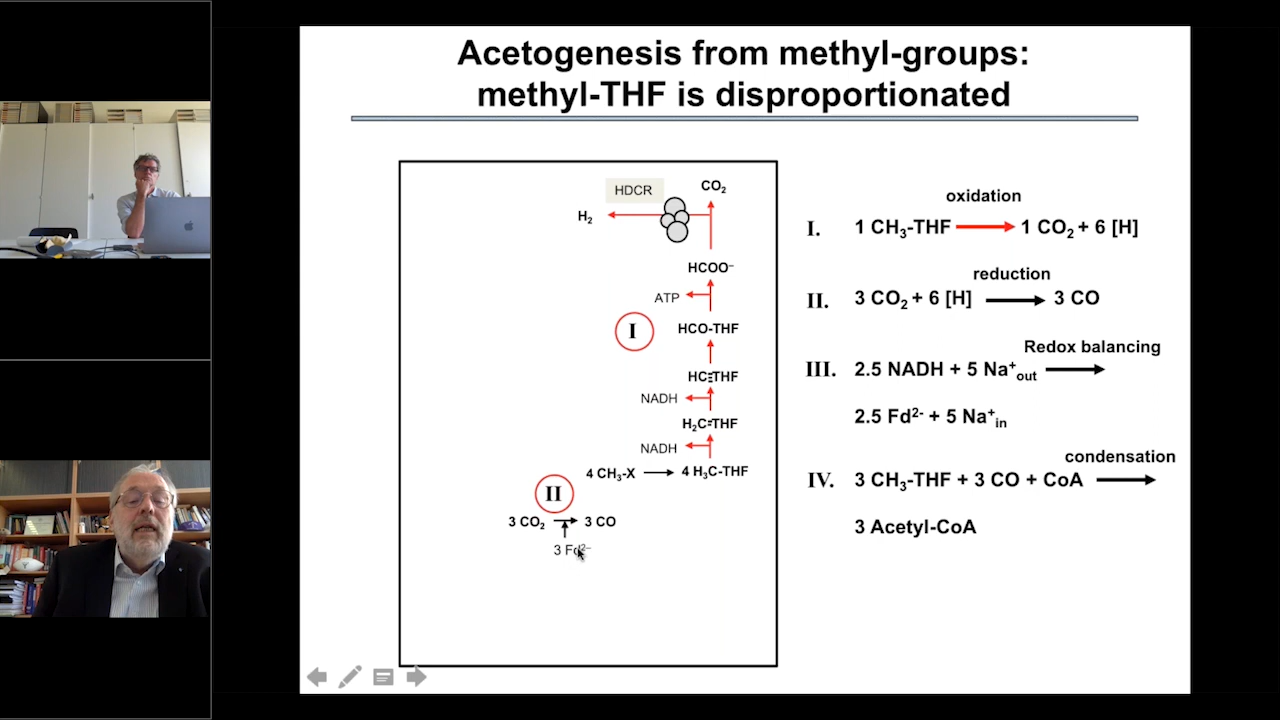 Acetogenesis from methyl-groups:
methyl-THF is disproportionated
HDCR
CO₂
H₂
HCOO⁻
ATP
HCO-THF
I
HC≡THF
NADH
H₂C=THF
NADH
4 CH₃-X
4 H₃C-THF
II
3 CO₂
3 CO
3 Fd²⁻
oxidation
I. 1 CH₃-THF → 1 CO₂ + 6 [H]
reduction
II. 3 CO₂ + 6 [H] → 3 CO
Redox balancing
III. 2.5 NADH + 5 Na⁺out →
2.5 Fd²⁻ + 5 Na⁺in
condensation
IV. 3 CH₃-THF + 3 CO + CoA →
3 Acetyl-CoA